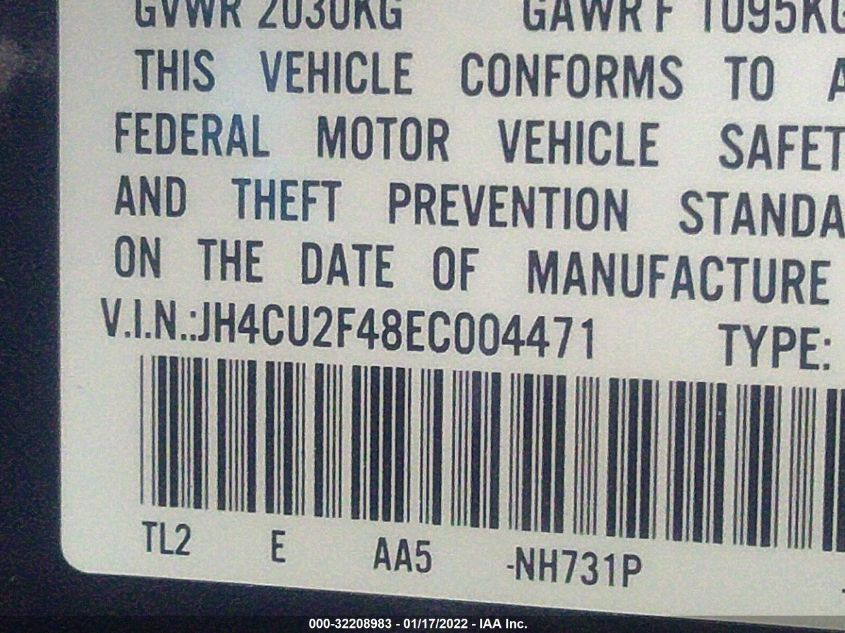 GVWR 2030KG GAWR F 1095KG
THIS VEHICLE CONFORMS TO A
FEDERAL MOTOR VEHICLE SAFET
AND THEFT PREVENTION STANDA
ON THE DATE OF MANUFACTURE
V.I.N.:JH4CU2F48EC004471 TYPE:
TL2 E AA5 -NH731P
000-32208983 - 01/17/2022 - IAA Inc.